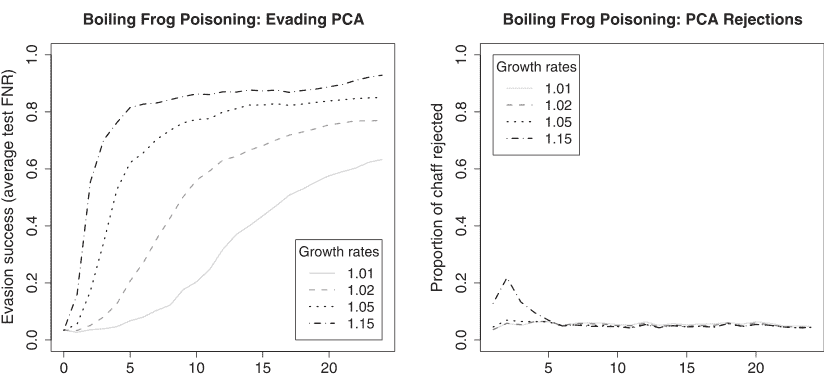 Boiling Frog Poisoning: Evading PCA
Evasion success (average test FNR)
1.0
0.8
0.6
0.4
0.2
0.0
Growth rates
1.01
1.02
1.05
1.15
0 5 10 15 20
Boiling Frog Poisoning: PCA Rejections
Proportion of chaff rejected
1.0
0.8
0.6
0.4
0.2
0.0
Growth rates
1.01
1.02
1.05
1.15
5 10 15 20